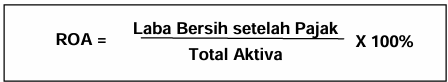 Laba Bersih setelah Pajak
ROA = X 100%
Total Aktiva